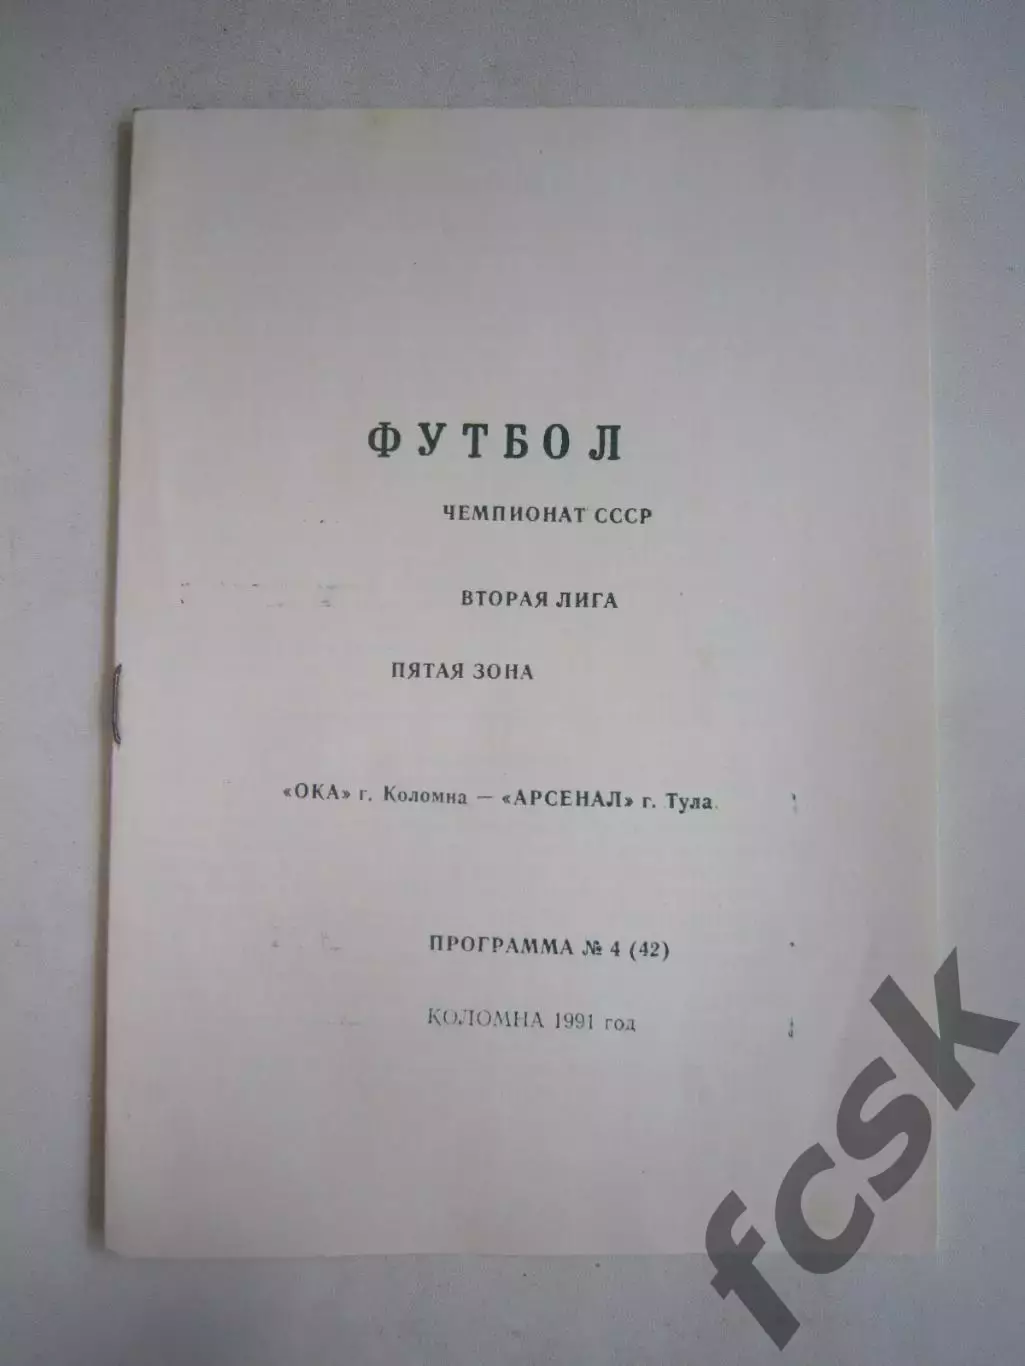 ФУТБОЛ
ЧЕМПИОНАТ СССР
ВТОРАЯ ЛИГА
ПЯТАЯ ЗОНА
«ОКА» г. Коломна — «АРСЕНАЛ» г. Тула.
ПРОГРАММА № 4 (42)
КОЛОМНА 1991 год
fcsk